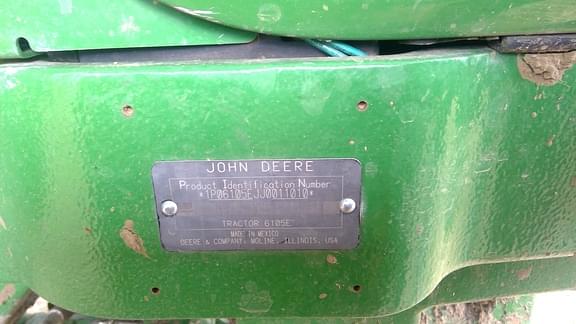 JOHN DEERE
Product Identification Number
*1P06105EJJ0011010*
TRACTOR 6105E
MADE IN MEXICO
DEERE & COMPANY, MOLINE, ILLINOIS, USA